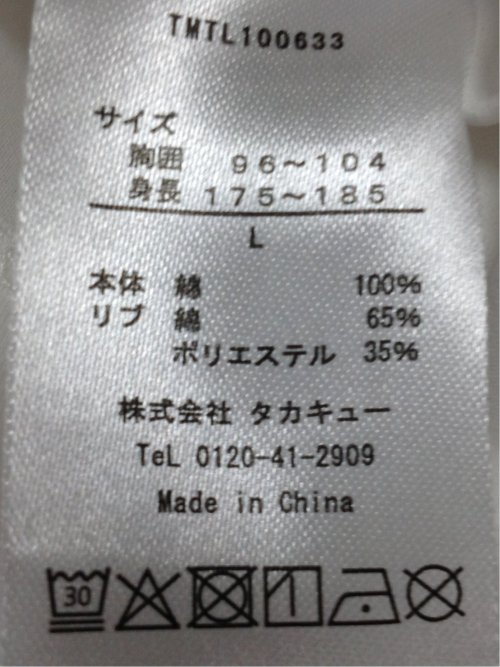 TMTL100633
サイズ
胸囲 96～104
身長 175～185
L
本体 綿 100%
リブ 綿 65%
ポリエステル 35%
株式会社 タカキュー
TeL 0120-41-2909
Made in China
30